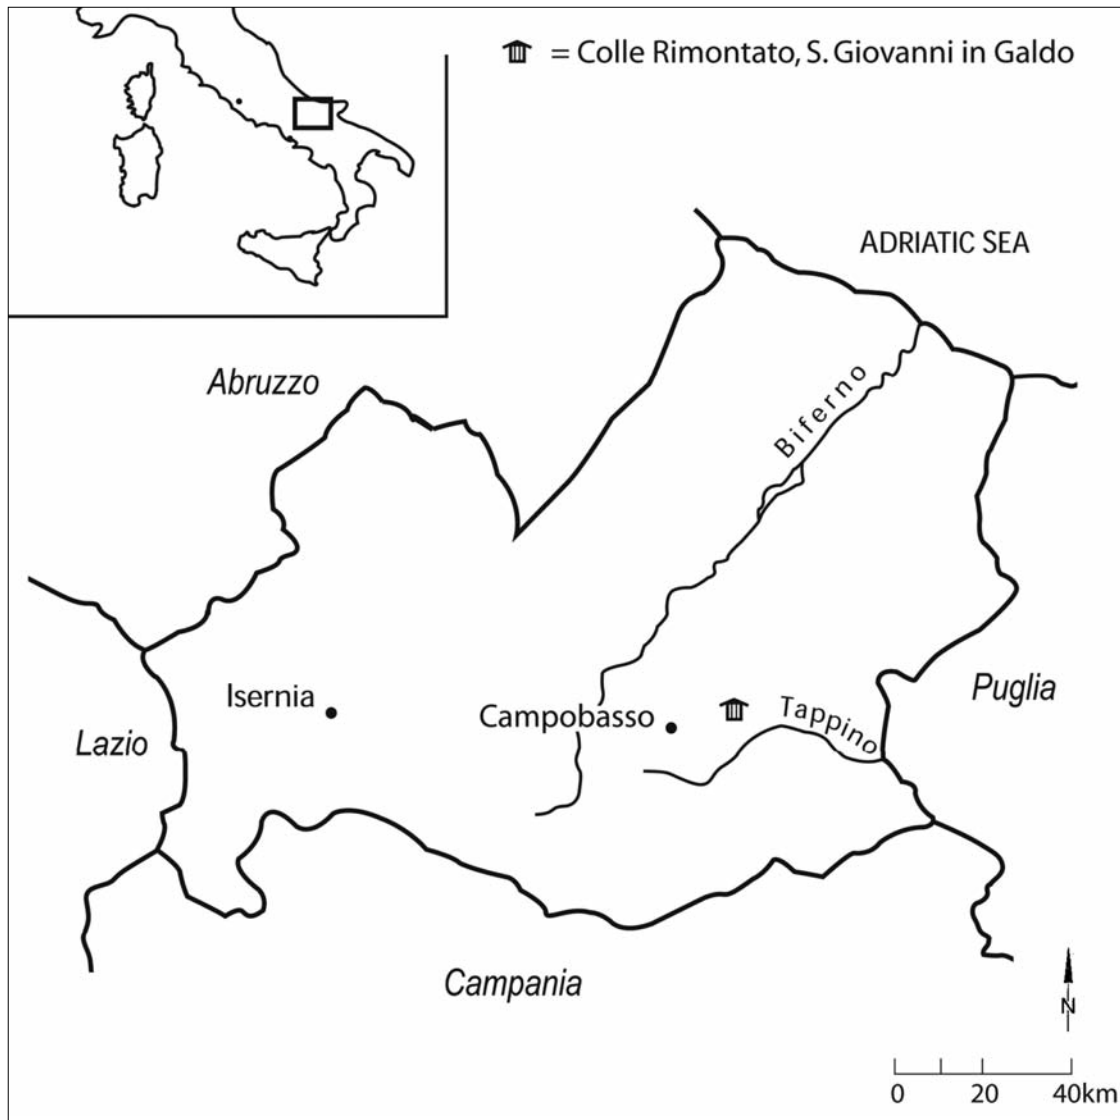 = Colle Rimontato, S. Giovanni in Galdo
ADRIATIC SEA
Abruzzo
Biferno
Isernia
Campobasso
Tappino
Puglia
Lazio
Campania
N
0 20 40km